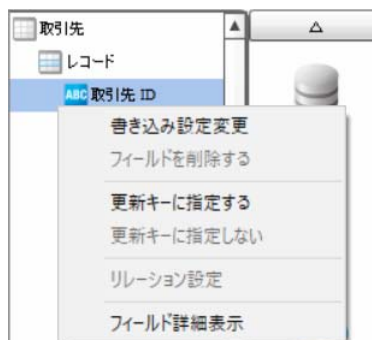 取引先
レコード
ABC 取引先 ID
書き込み設定変更
フィールドを削除する
更新キーに指定する
更新キーに指定しない
リレーション設定
フィールド詳細表示